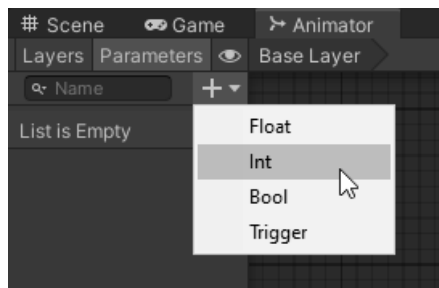 Scene Game Animator
Layers Parameters Base Layer
Name
List is Empty
Float
Int
Bool
Trigger